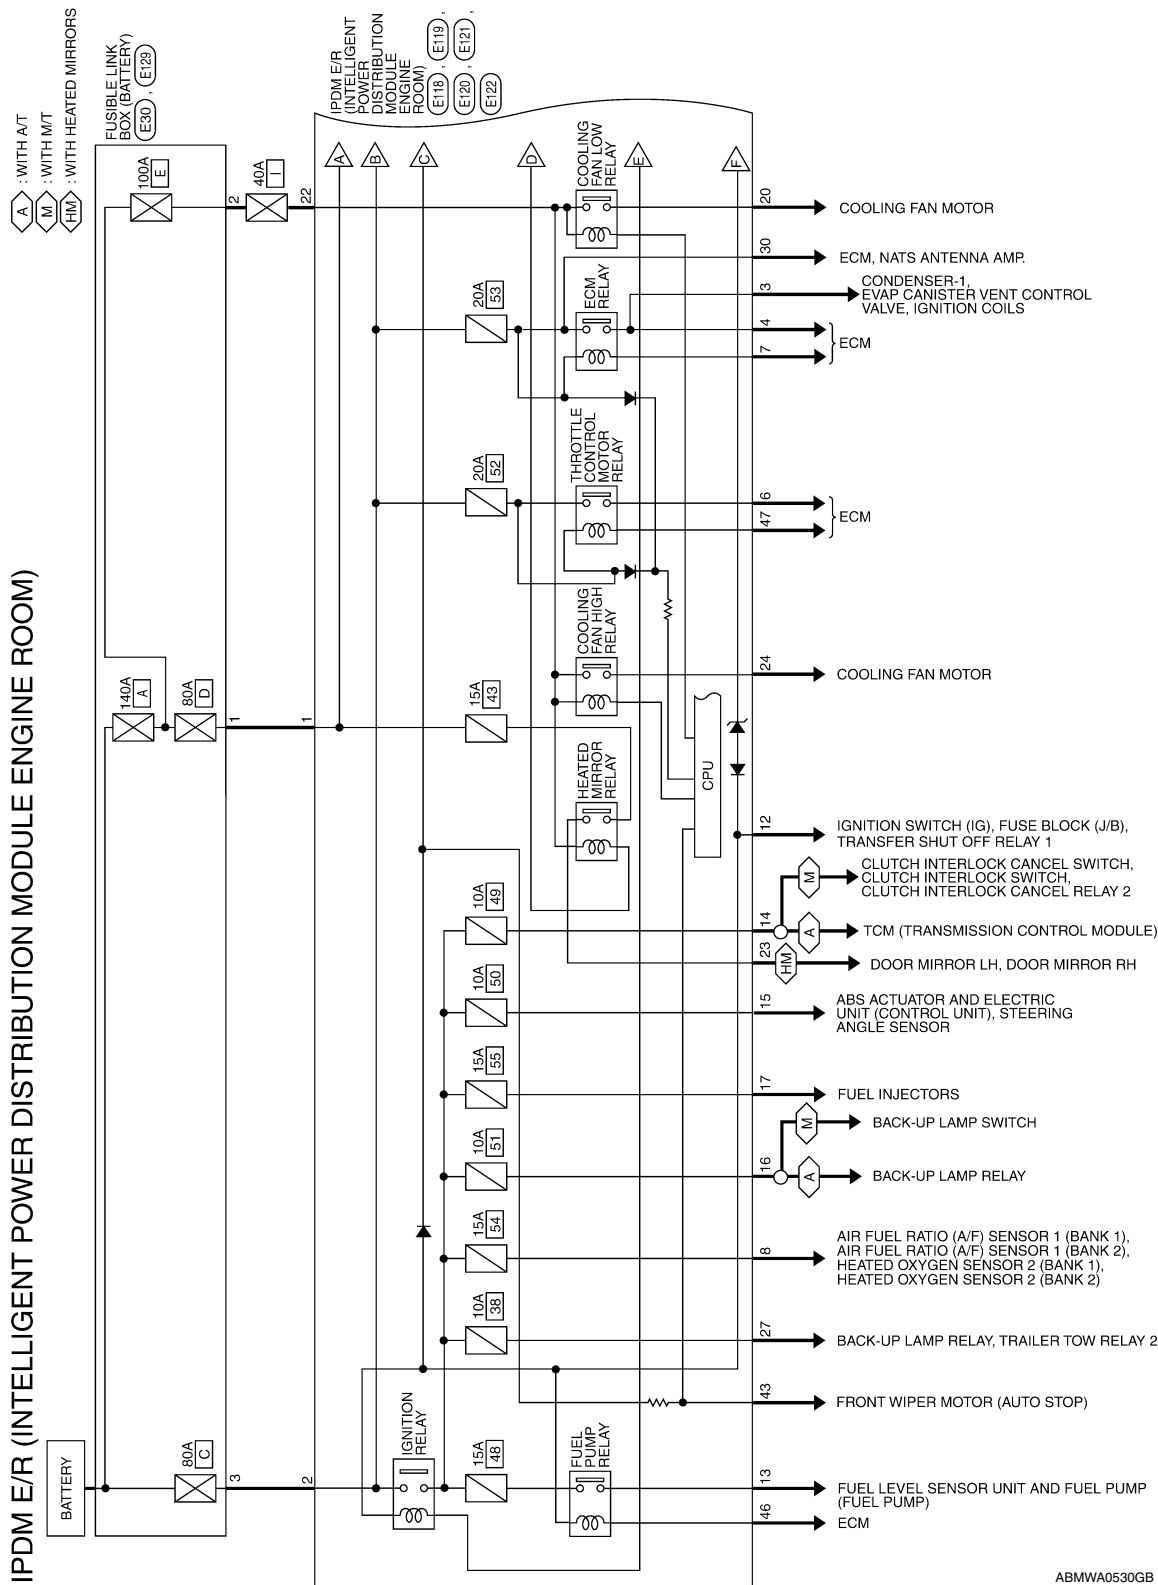 IPDM E/R (INTELLIGENT POWER DISTRIBUTION MODULE ENGINE ROOM)
A : WITH A/T
M : WITH M/T
HM : WITH HEATED MIRRORS
FUSIBLE LINK
BOX (BATTERY)
E30 , E129
IPDM E/R
(INTELLIGENT
POWER
DISTRIBUTION
MODULE
ENGINE
ROOM)
E118 , E119 ,
E120 , E121 ,
E122
100A
E
2
40A
I
22
A
B
C
D
E
F
COOLING
FAN LOW
RELAY
20
COOLING FAN MOTOR
30
ECM, NATS ANTENNA AMP.
20A
53
ECM
RELAY
3
CONDENSER-1,
EVAP CANISTER VENT CONTROL
VALVE, IGNITION COILS
4
7
ECM
20A
52
THROTTLE
CONTROL
MOTOR
RELAY
6
47
ECM
140A
A
80A
D
1
1
15A
43
COOLING
FAN HIGH
RELAY
24
COOLING FAN MOTOR
HEATED
MIRROR
RELAY
CPU
12
IGNITION SWITCH (IG), FUSE BLOCK (J/B),
TRANSFER SHUT OFF RELAY 1
M
CLUTCH INTERLOCK CANCEL SWITCH,
CLUTCH INTERLOCK SWITCH,
CLUTCH INTERLOCK CANCEL RELAY 2
10A
49
14
A
TCM (TRANSMISSION CONTROL MODULE)
23
HM
DOOR MIRROR LH, DOOR MIRROR RH
10A
50
15
ABS ACTUATOR AND ELECTRIC
UNIT (CONTROL UNIT), STEERING
ANGLE SENSOR
15A
55
17
FUEL INJECTORS
M
BACK-UP LAMP SWITCH
10A
51
16
A
BACK-UP LAMP RELAY
15A
54
8
AIR FUEL RATIO (A/F) SENSOR 1 (BANK 1),
AIR FUEL RATIO (A/F) SENSOR 1 (BANK 2),
HEATED OXYGEN SENSOR 2 (BANK 1),
HEATED OXYGEN SENSOR 2 (BANK 2)
10A
38
27
BACK-UP LAMP RELAY, TRAILER TOW RELAY 2
43
FRONT WIPER MOTOR (AUTO STOP)
BATTERY
80A
C
3
2
IGNITION
RELAY
15A
48
FUEL
PUMP
RELAY
13
FUEL LEVEL SENSOR UNIT AND FUEL PUMP
(FUEL PUMP)
46
ECM
ABMWA0530GB